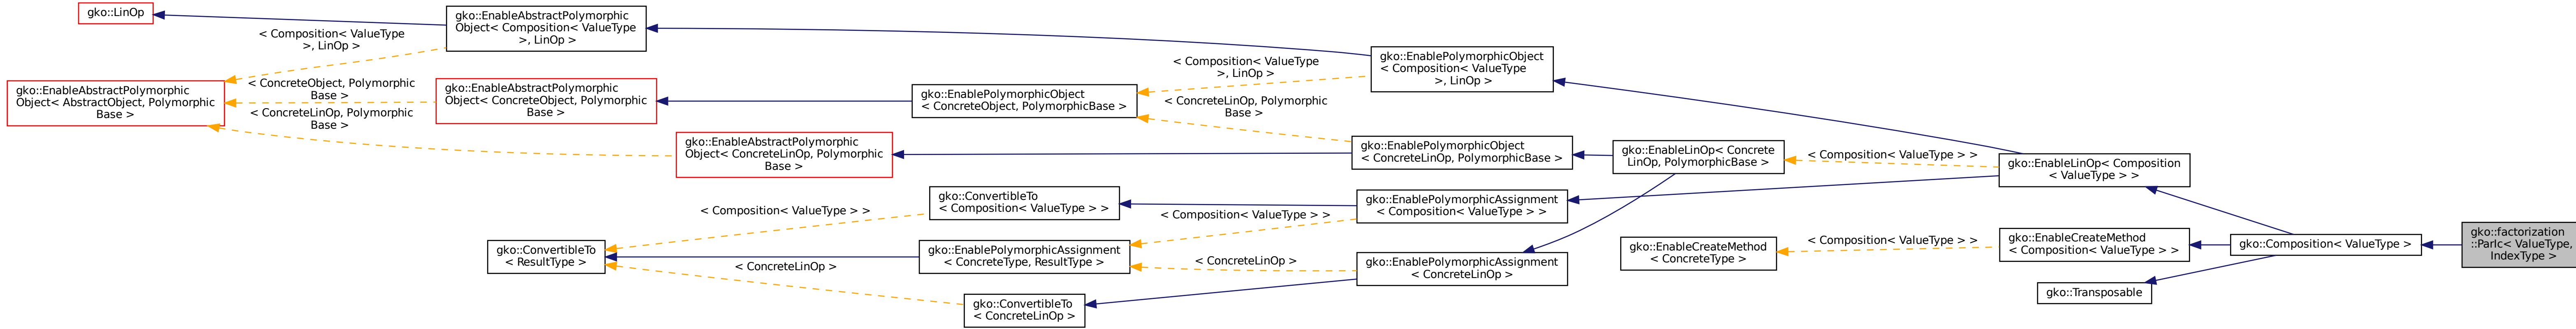 gko::LinOp
gko::EnableAbstractPolymorphic
Object< Composition< ValueType
>, LinOp >
< Composition< ValueType
>, LinOp >
gko::EnableAbstractPolymorphic
Object< AbstractObject, Polymorphic
Base >
< ConcreteObject, Polymorphic
Base >
< ConcreteLinOp, Polymorphic
Base >
gko::EnableAbstractPolymorphic
Object< ConcreteObject, Polymorphic
Base >
gko::EnableAbstractPolymorphic
Object< ConcreteLinOp, Polymorphic
Base >
gko::EnablePolymorphicObject
< ConcreteObject, PolymorphicBase >
< Composition< ValueType
>, LinOp >
< ConcreteLinOp, Polymorphic
Base >
gko::EnablePolymorphicObject
< Composition< ValueType
>, LinOp >
gko::EnablePolymorphicObject
< ConcreteLinOp, PolymorphicBase >
gko::EnableLinOp< Concrete
LinOp, PolymorphicBase >
< Composition< ValueType > >
gko::EnableLinOp< Composition
< ValueType > >
gko::ConvertibleTo
< Composition< ValueType > >
< Composition< ValueType > >
gko::EnablePolymorphicAssignment
< Composition< ValueType > >
< Composition< ValueType > >
gko::ConvertibleTo
< ResultType >
gko::EnablePolymorphicAssignment
< ConcreteType, ResultType >
< ConcreteLinOp >
< ConcreteLinOp >
gko::EnablePolymorphicAssignment
< ConcreteLinOp >
gko::ConvertibleTo
< ConcreteLinOp >
gko::EnableCreateMethod
< ConcreteType >
< Composition< ValueType > >
gko::EnableCreateMethod
< Composition< ValueType > >
gko::Transposable
gko::Composition< ValueType >
gko::factorization
::ParIc< ValueType,
IndexType >